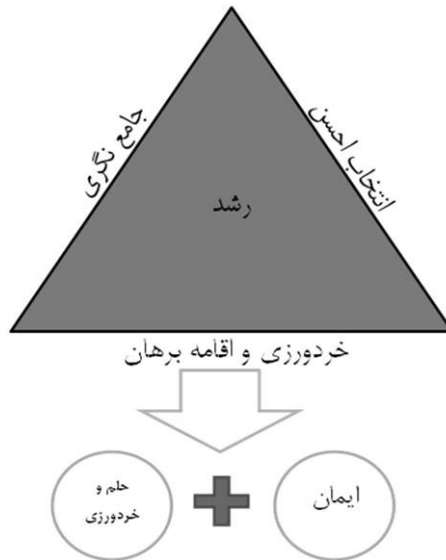 جامع نگری
انتخاب احسن
رشد
خردورزی و اقامه برهان
ایمان
حلم و
خردورزی